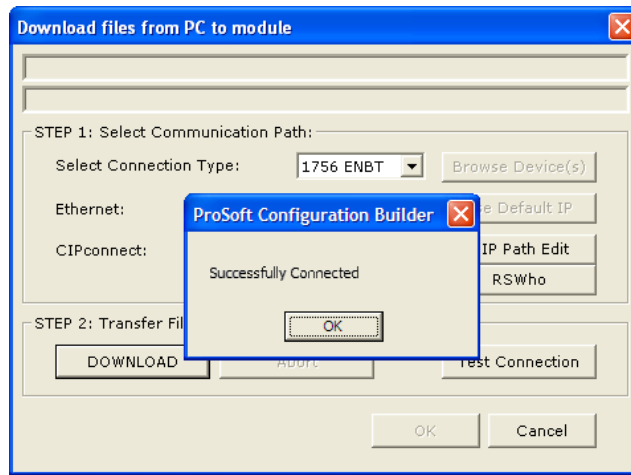 Download files from PC to module
STEP 1: Select Communication Path:
Select Connection Type: 1756 ENBT Browse Device(s)
Ethernet: Default IP
CIPconnect: IP Path Edit
RSWho
ProSoft Configuration Builder
Successfully Connected
OK
STEP 2: Transfer
DOWNLOAD Abort Test Connection
OK Cancel